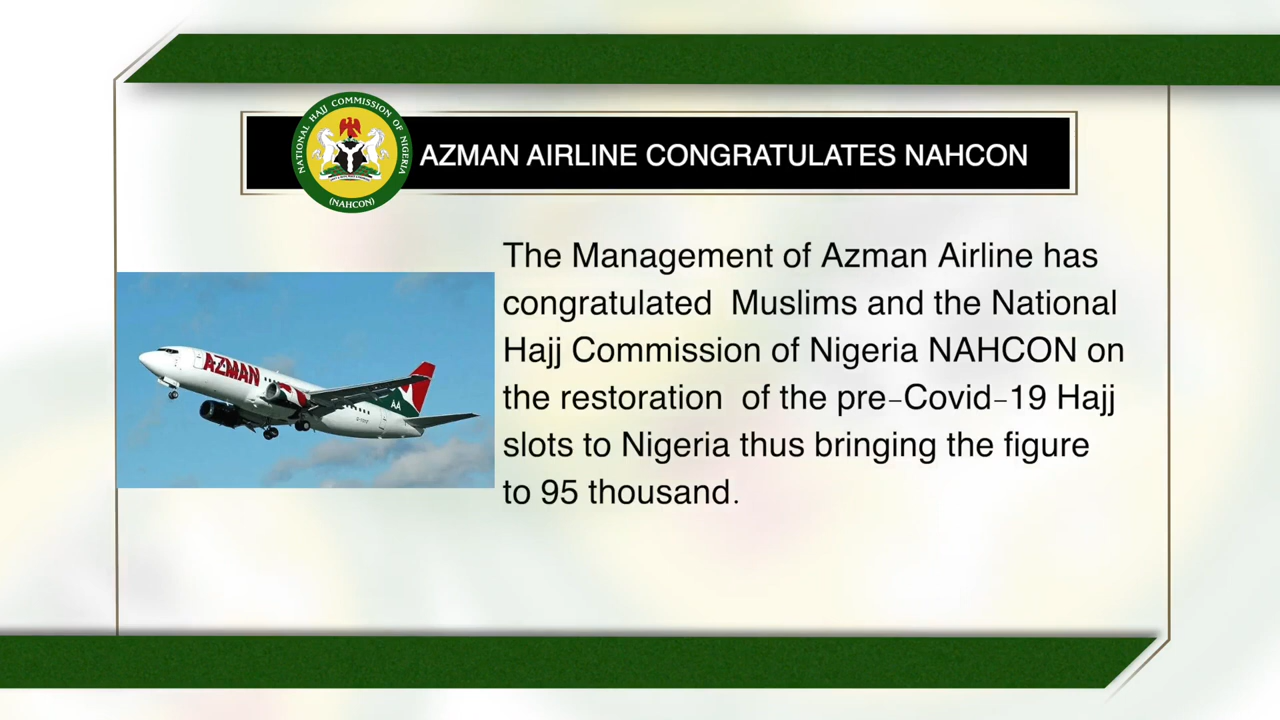 NATIONAL HAJJ COMMISSION OF NIGERIA
(NAHCON)
AZMAN AIRLINE CONGRATULATES NAHCON
The Management of Azman Airline has
congratulated  Muslims and the National
Hajj Commission of Nigeria NAHCON on
the restoration  of the pre-Covid-19 Hajj
slots to Nigeria thus bringing the figure
to 95 thousand.
AZMAN
AA